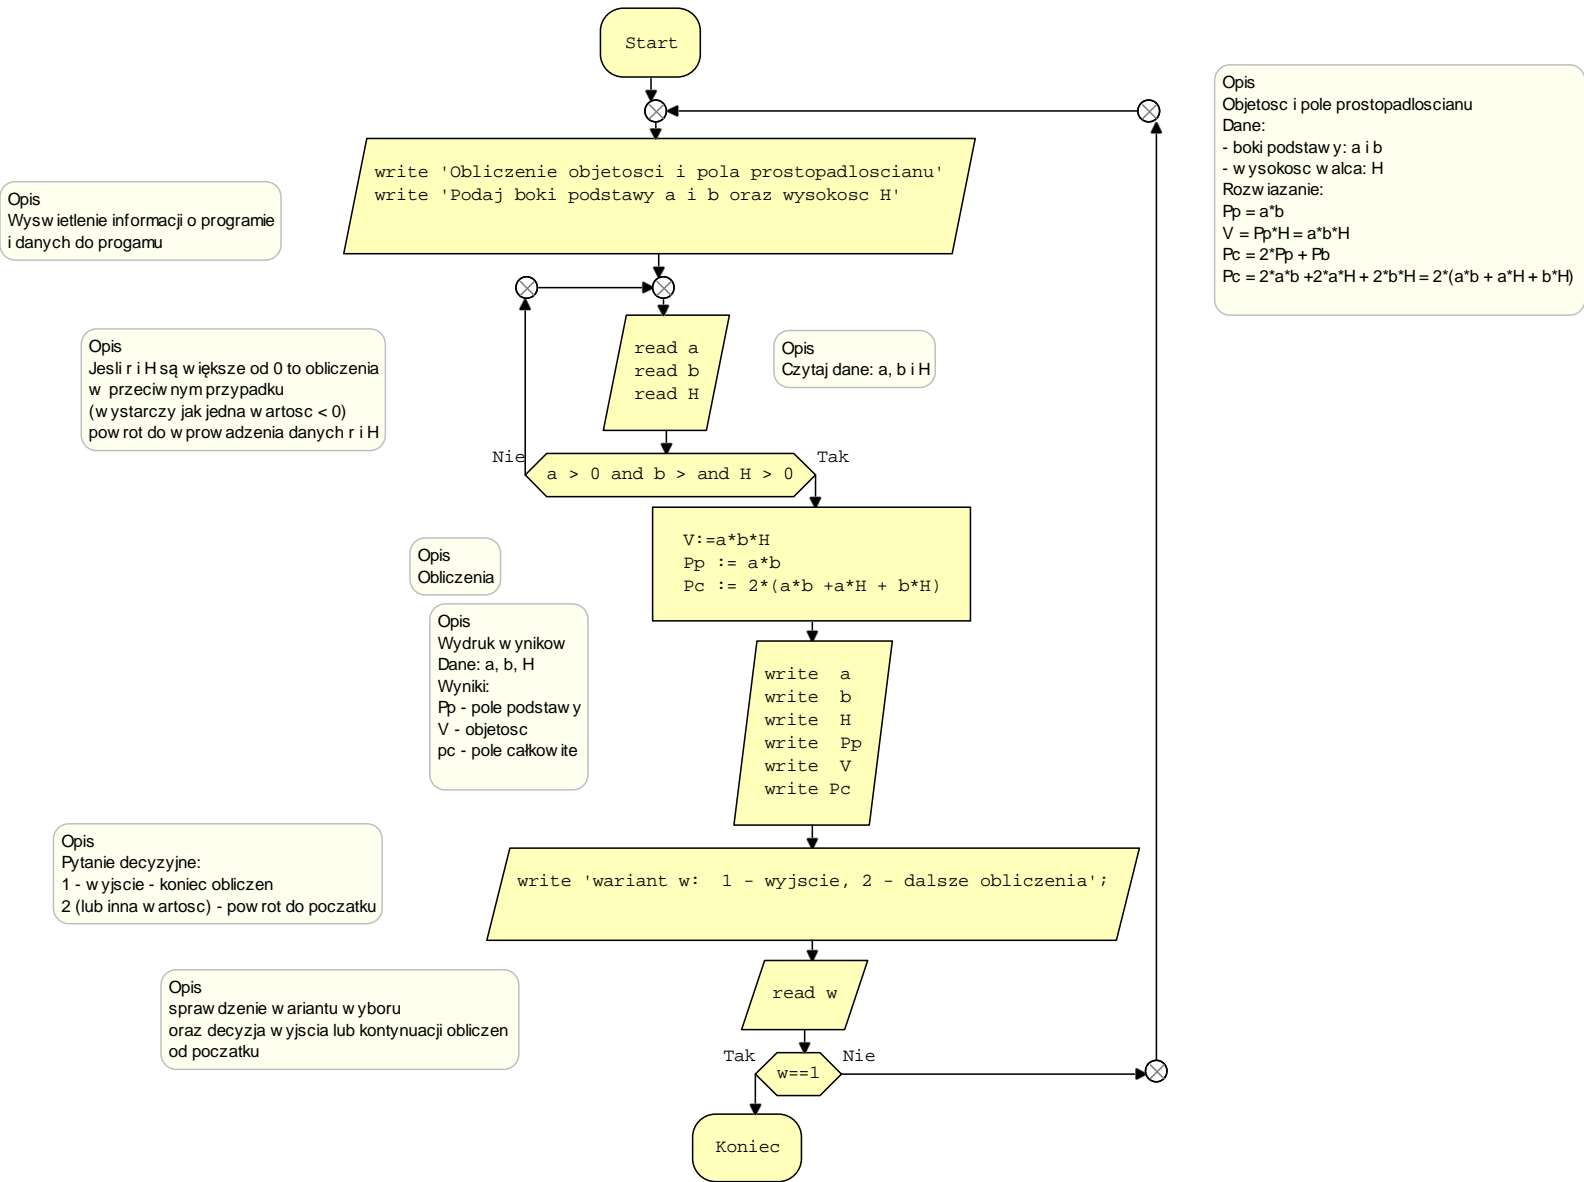 Start
Opis
Objetosc i pole prostopadloscianu
Dane:
- boki podstawy: a i b
- wysokosc walca: H
Rozwiazanie:
Pp = a*b
V = Pp*H = a*b*H
Pc = 2*Pp + Pb
Pc = 2*a*b +2*a*H + 2*b*H = 2*(a*b + a*H + b*H)
write 'Obliczenie objetosci i pola prostopadloscianu'
write 'Podaj boki podstawy a i b oraz wysokosc H'
Opis
Wyswietlenie informacji o programie
i danych do progamu
Opis
Jesli r i H są większe od 0 to obliczenia
w przeciwnym przypadku
(wystarczy jak jedna wartosc < 0)
powrot do wprowadzenia danych r i H
read a
read b
read H
Opis
Czytaj dane: a, b i H
Nie
Tak
a > 0 and b > and H > 0
V:=a*b*H
Pp := a*b
Pc := 2*(a*b +a*H + b*H)
Opis
Obliczenia
Opis
Wydruk wynikow
Dane: a, b, H
Wyniki:
Pp - pole podstawy
V - objetosc
pc - pole całkowite
write a
write b
write H
write Pp
write V
write Pc
Opis
Pytanie decyzyjne:
1 - wyjscie - koniec obliczen
2 (lub inna wartosc) - powrot do poczatku
write 'wariant w: 1 - wyjscie, 2 - dalsze obliczenia';
Opis
sprawdzenie wariantu wyboru
oraz decyzja wyjscia lub kontynuacji obliczen
od poczatku
read w
Tak
Nie
w==1
Koniec